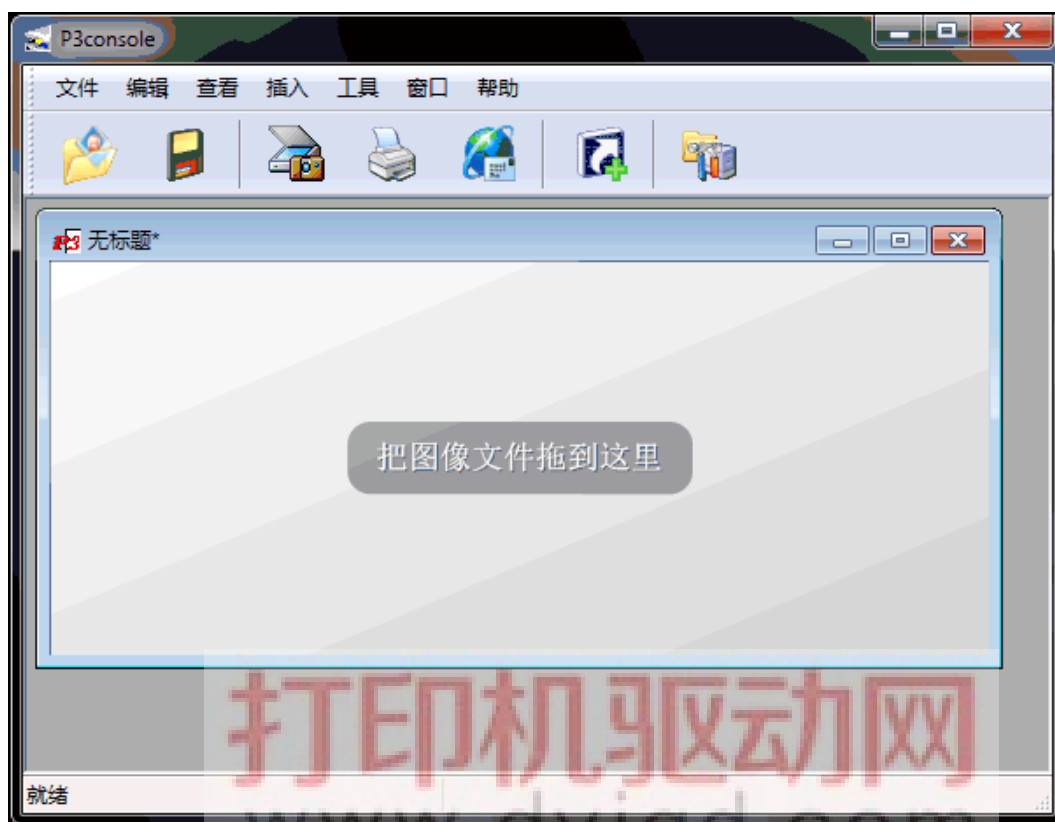 P3console
文件 编辑 查看 插入 工具 窗口 帮助
P3 无标题*
把图像文件拖到这里
打印机驱动网
就绪